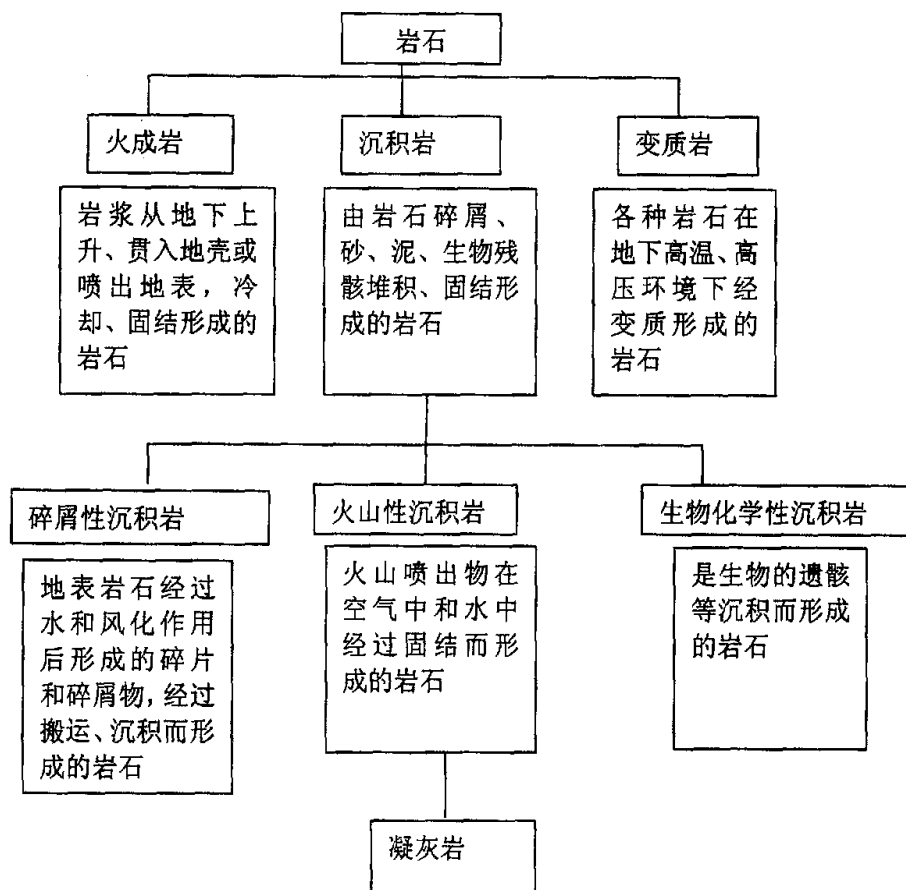 岩石
火成岩
沉积岩
变质岩
岩浆从地下上
升、贯入地壳或
喷出地表，冷
却、固结形成的
岩石
由岩石碎屑、
砂、泥、生物残
骸堆积、固结形
成的岩石
各种岩石在
地下高温、高
压环境下经
变质形成的
岩石
碎屑性沉积岩
火山性沉积岩
生物化学性沉积岩
地表岩石经过
水和风化作用
后形成的碎片
和碎屑物，经过
搬运、沉积而形
成的岩石
火山喷出物在
空气中和水中
经过固结而形
成的岩石
是生物的遗骸
等沉积而形成
的岩石
凝灰岩